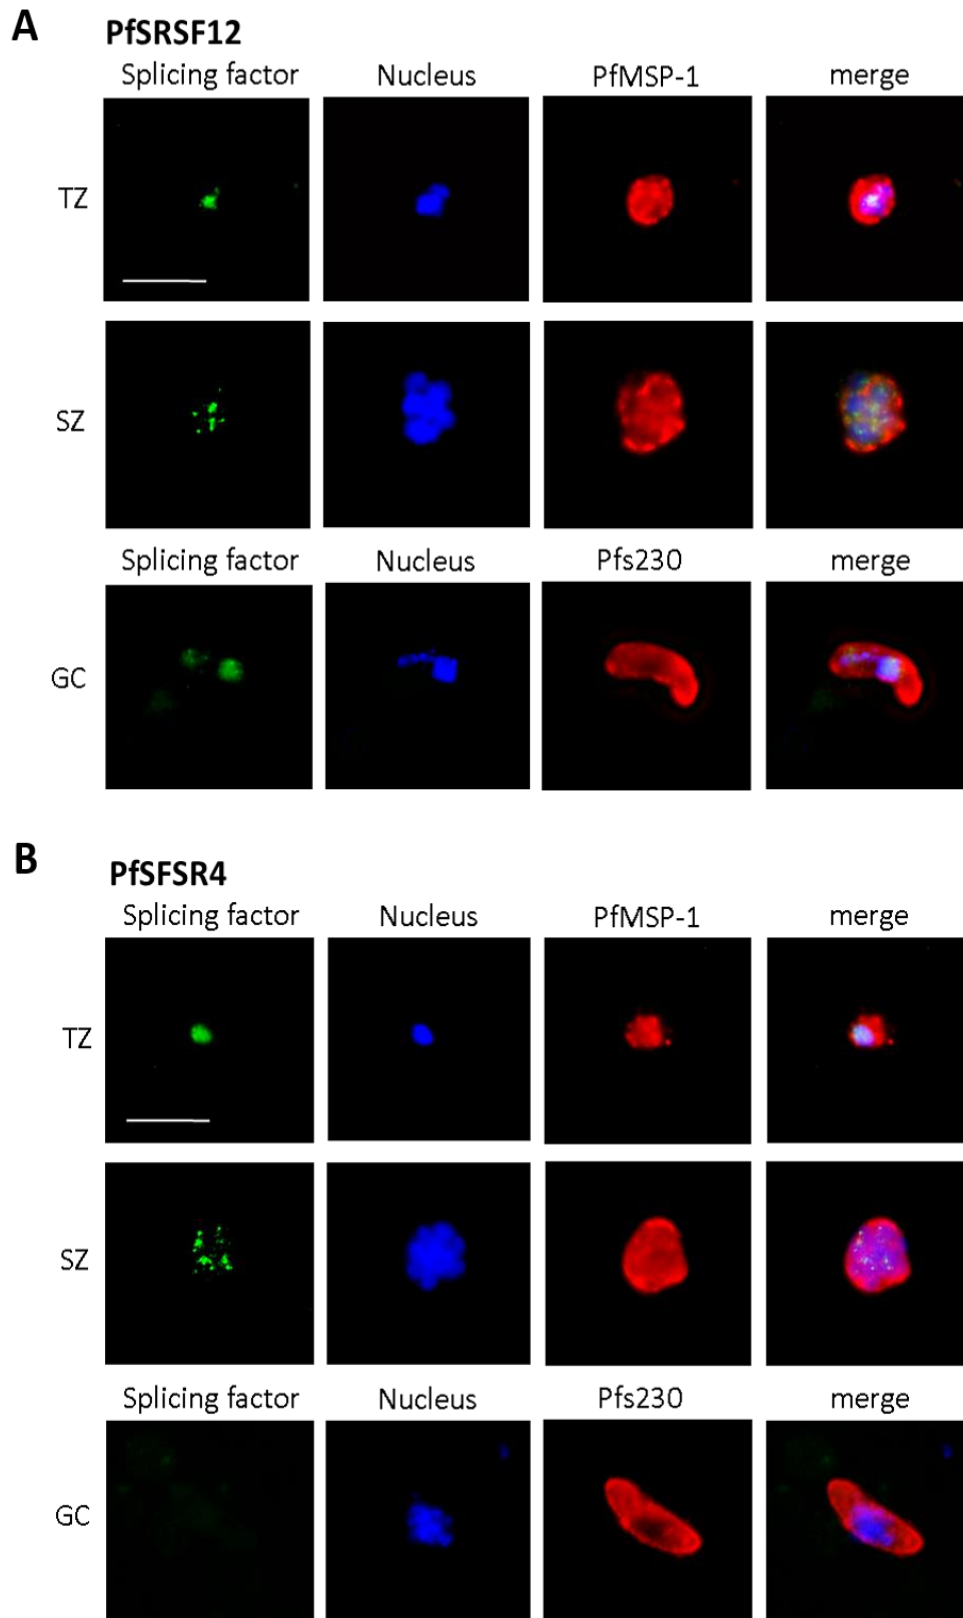 A PfSRSF12
Splicing factor Nucleus PfMSP-1 merge
TZ
SZ
Splicing factor Nucleus Pfs230 merge
GC
B PfSFSR4
Splicing factor Nucleus PfMSP-1 merge
TZ
SZ
Splicing factor Nucleus Pfs230 merge
GC